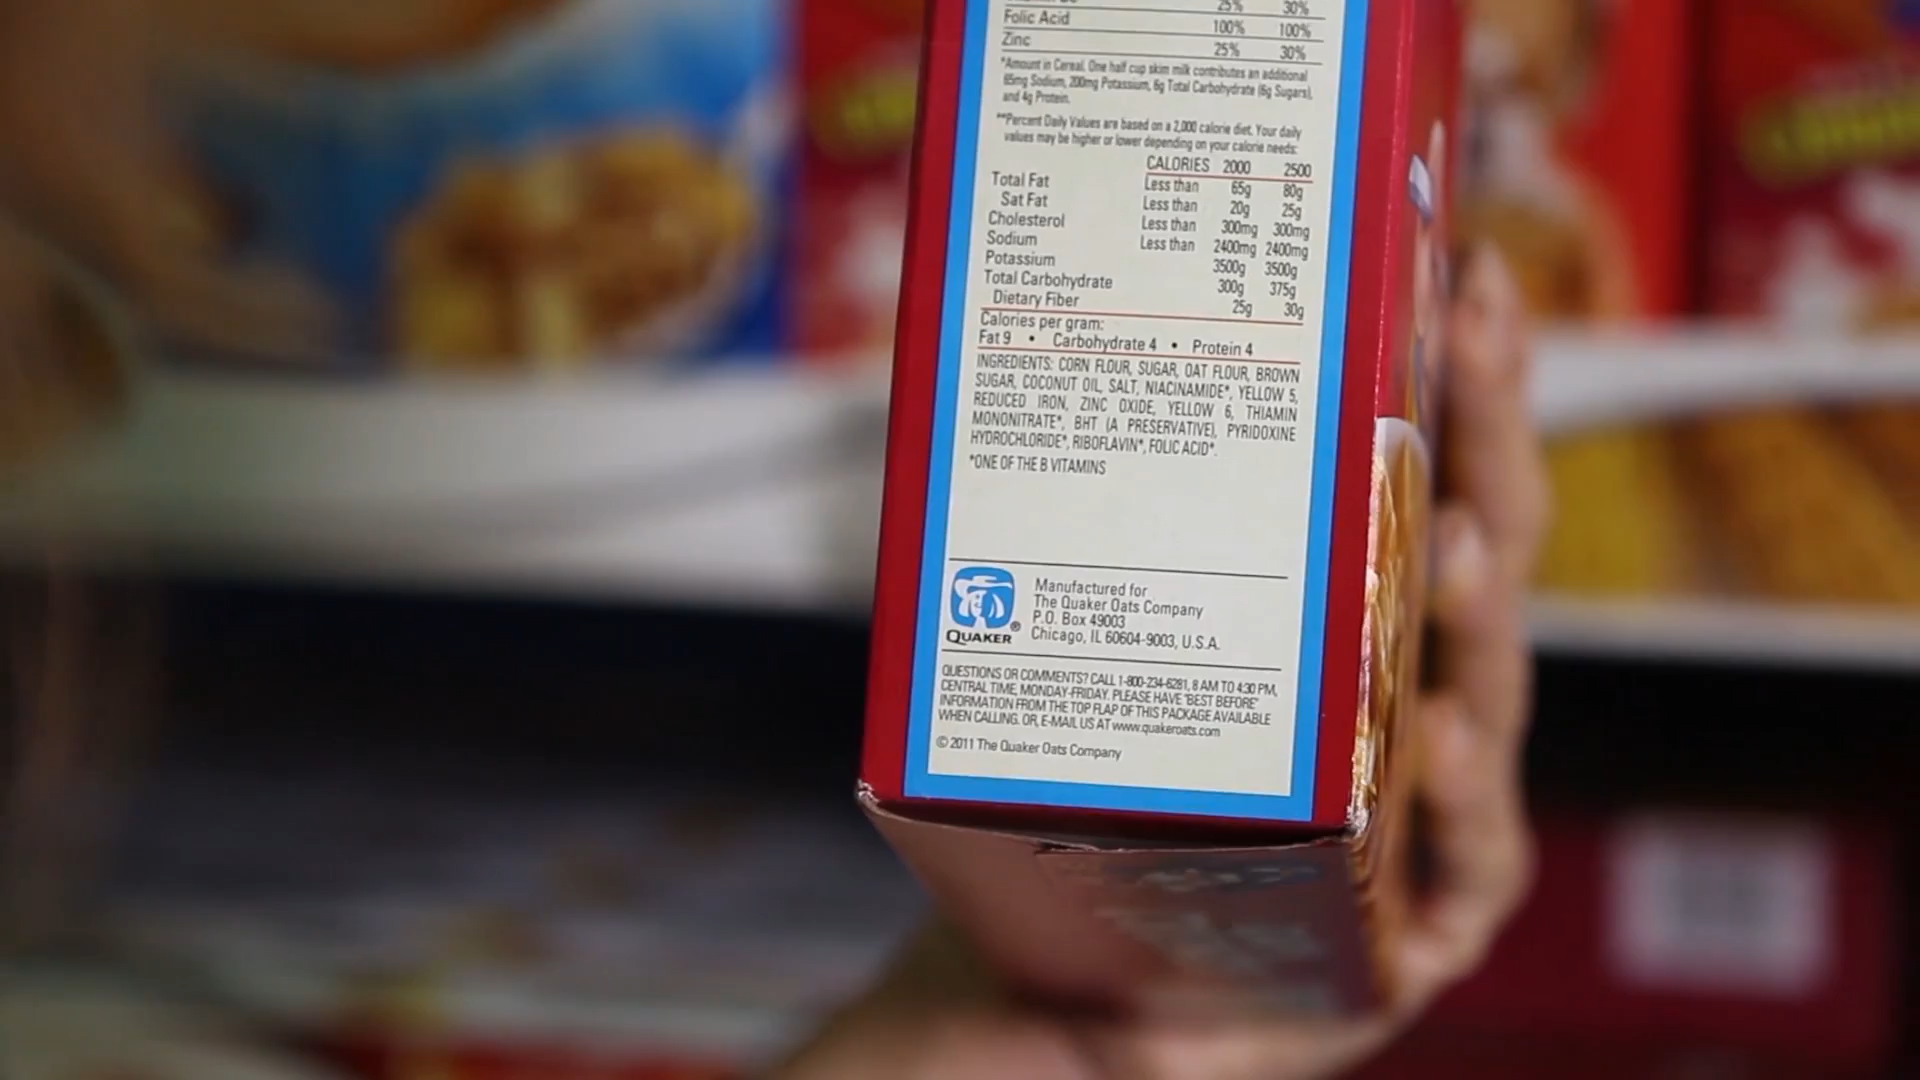 25% 30%
Folic Acid 100% 100%
Zinc 25% 30%
*Amount in Cereal. One half cup skim milk contributes an additional
65mg Sodium, 200mg Potassium, 6g Total Carbohydrate (6g Sugars),
and 4g Protein.
**Percent Daily Values are based on a 2,000 calorie diet. Your daily
values may be higher or lower depending on your calorie needs:
CALORIES 2000 2500
Total Fat Less than 65g 80g
Sat Fat Less than 20g 25g
Cholesterol Less than 300mg 300mg
Sodium Less than 2400mg 2400mg
Potassium 3500g 3500g
Total Carbohydrate 300g 375g
Dietary Fiber 25g 30g
Calories per gram:
Fat 9 • Carbohydrate 4 • Protein 4
INGREDIENTS: CORN FLOUR, SUGAR, OAT FLOUR, BROWN
SUGAR, COCONUT OIL, SALT, NIACINAMIDE*, YELLOW 5,
REDUCED IRON, ZINC OXIDE, YELLOW 6, THIAMIN
MONONITRATE*, BHT (A PRESERVATIVE), PYRIDOXINE
HYDROCHLORIDE*, RIBOFLAVIN*, FOLIC ACID*.
*ONE OF THE B VITAMINS
QUAKER®
Manufactured for
The Quaker Oats Company
P.O. Box 49003
Chicago, IL 60604-9003, U.S.A.
QUESTIONS OR COMMENTS? CALL 1-800-234-6281, 8 AM TO 4:30 PM,
CENTRAL TIME, MONDAY-FRIDAY. PLEASE HAVE "BEST BEFORE"
INFORMATION FROM THE TOP FLAP OF THIS PACKAGE AVAILABLE
WHEN CALLING. OR, E-MAIL US AT www.quakeroats.com
© 2011 The Quaker Oats Company